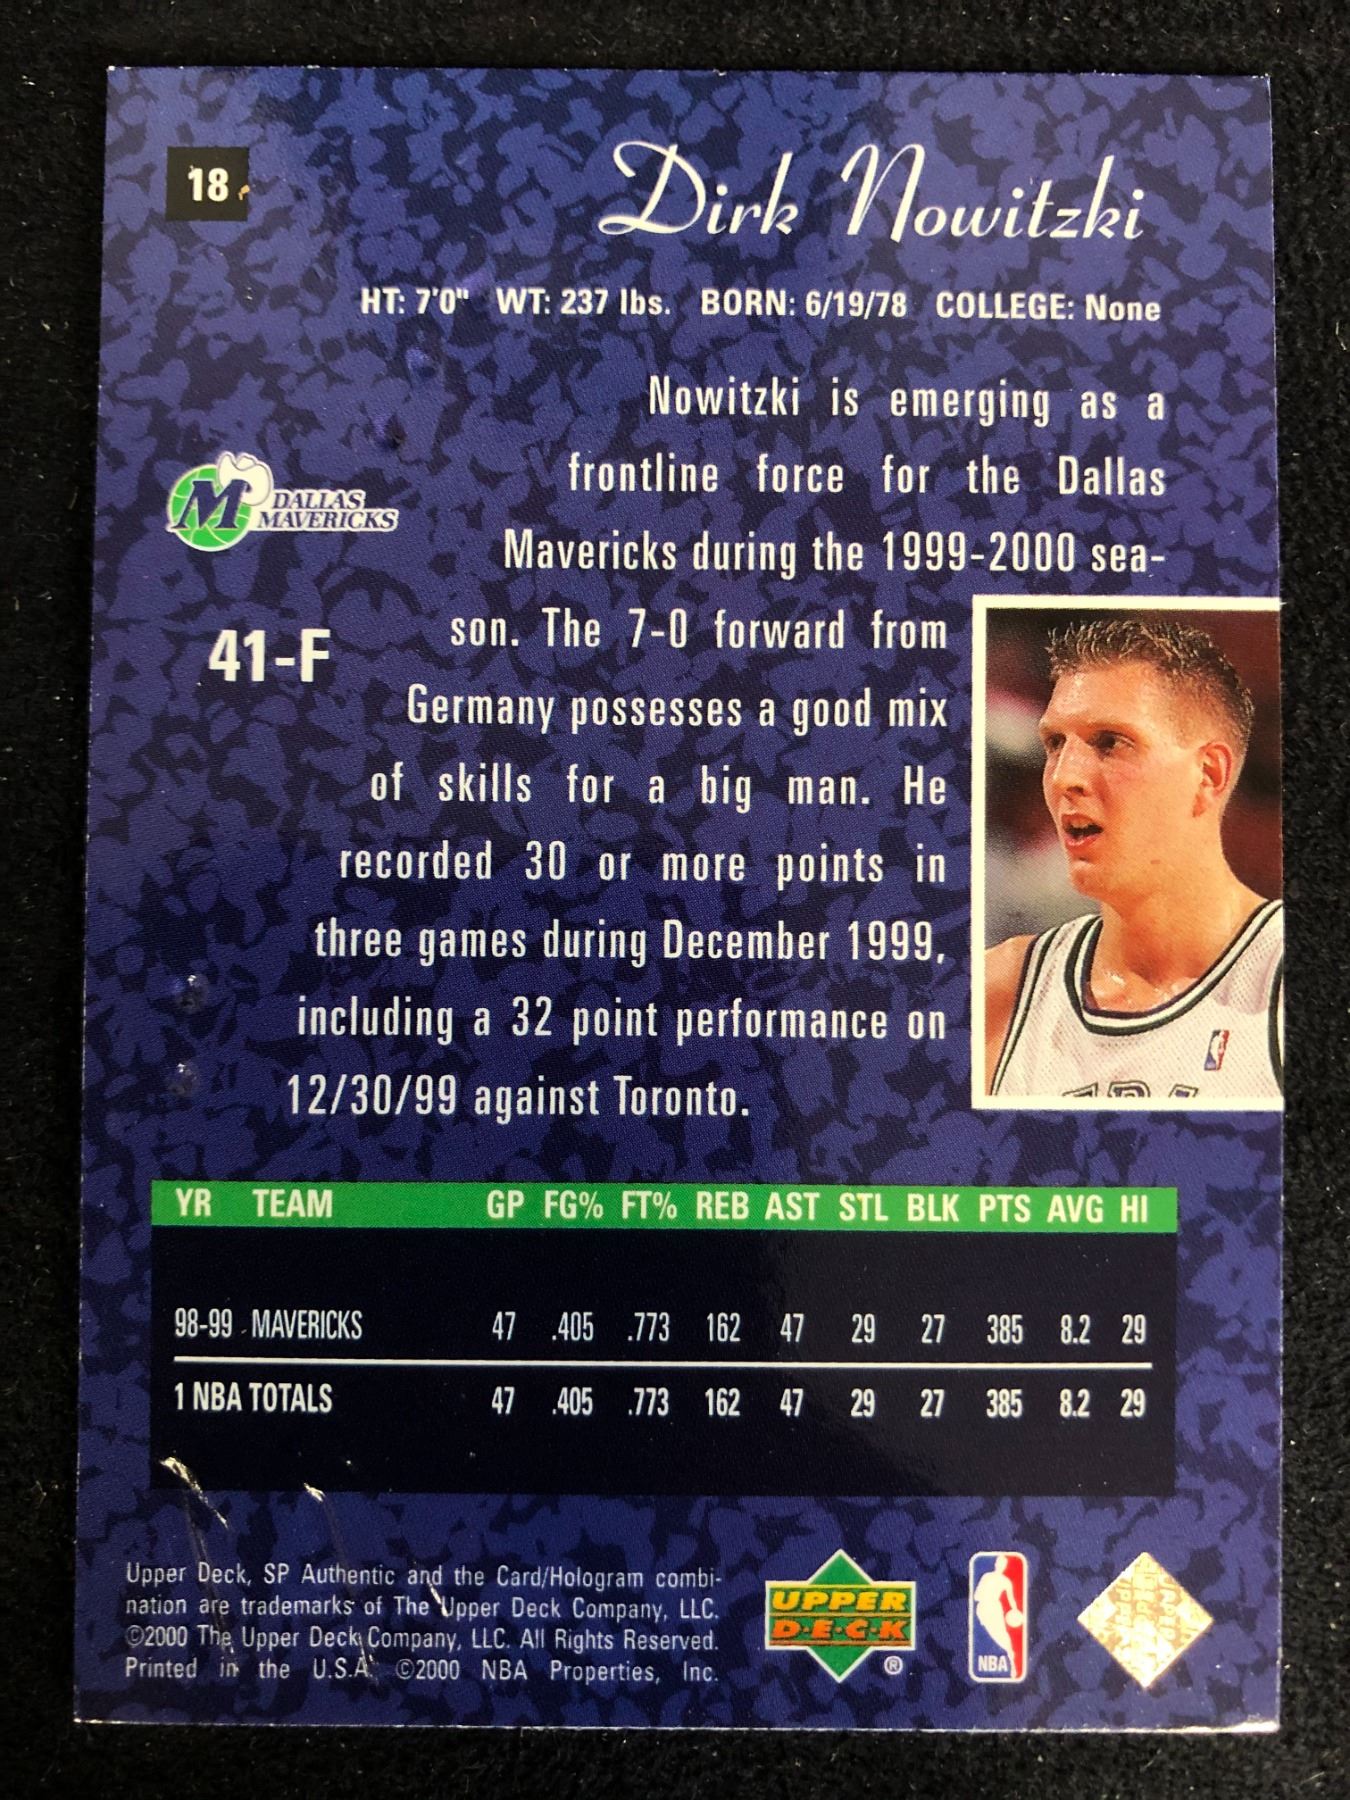 18
Dirk Nowitzki
HT: 7'0" WT: 237 lbs. BORN: 6/19/78 COLLEGE: None
Nowitzki is emerging as a
frontline force for the Dallas
Mavericks during the 1999-2000 sea-
son. The 7-0 forward from
Germany possesses a good mix
of skills for a big man. He
recorded 30 or more points in
three games during December 1999,
including a 32 point performance on
12/30/99 against Toronto.
M DALLAS
MAVERICKS
41-F
YR TEAM GP FG% FT% REB AST STL BLK PTS AVG HI
98-99 MAVERICKS 47 .405 .773 162 47 29 27 385 8.2 29
1 NBA TOTALS 47 .405 .773 162 47 29 27 385 8.2 29
Upper Deck, SP Authentic and the Card/Hologram combi-
nation are trademarks of The Upper Deck Company, LLC.
©2000 The Upper Deck Company, LLC. All Rights Reserved.
Printed in the U.S.A. ©2000 NBA Properties, Inc.
UPPER
D·E·C·K
®
NBA